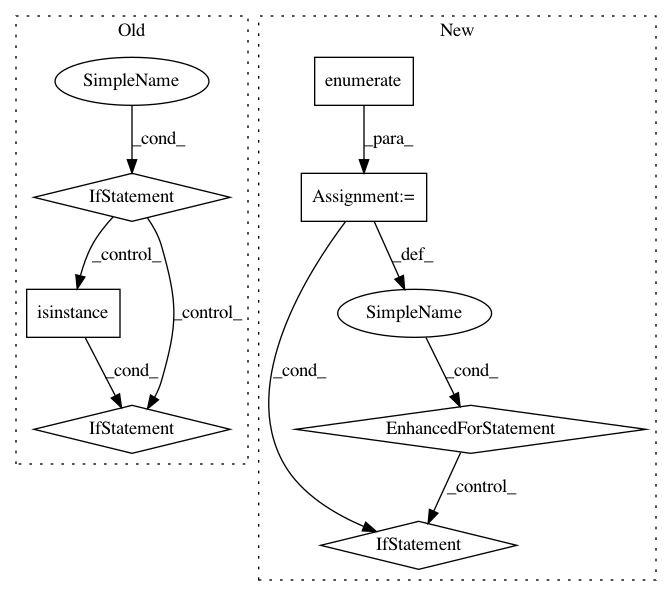 Old
New
SimpleName
enumerate
_cond_
_para_
IfStatement
Assignment:=
_control_
_def_
isinstance
_control_
SimpleName
_cond_
_cond_
_cond_
IfStatement
EnhancedForStatement
_control_
IfStatement